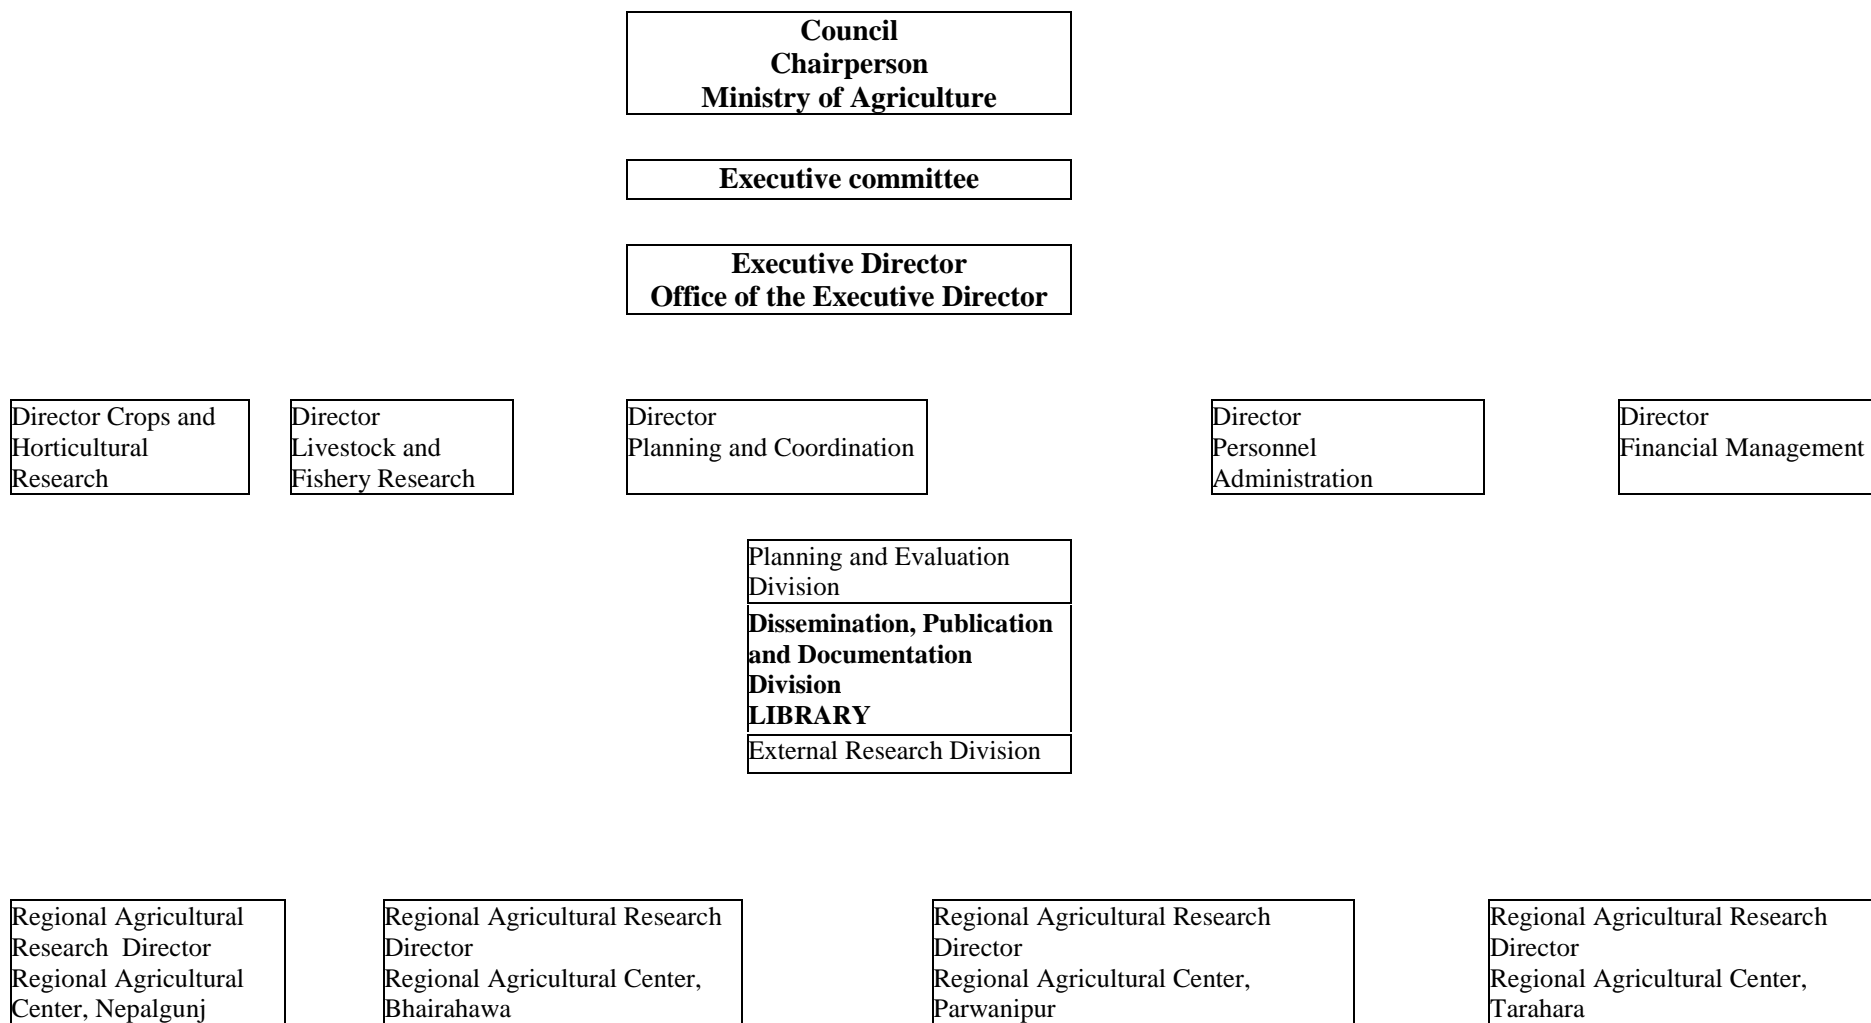 Council
Chairperson
Ministry of Agriculture
Executive committee
Executive Director
Office of the Executive Director
Director Crops and
Horticultural
Research
Director
Livestock and
Fishery Research
Director
Planning and Coordination
Director
Personnel
Administration
Director
Financial Management
Planning and Evaluation
Division
Dissemination, Publication
and Documentation
Division
LIBRARY
External Research Division
Regional Agricultural
Research Director
Regional Agricultural
Center, Nepalgunj
Regional Agricultural Research
Director
Regional Agricultural Center,
Bhairahawa
Regional Agricultural Research
Director
Regional Agricultural Center,
Parwanipur
Regional Agricultural Research
Director
Regional Agricultural Center,
Tarahara